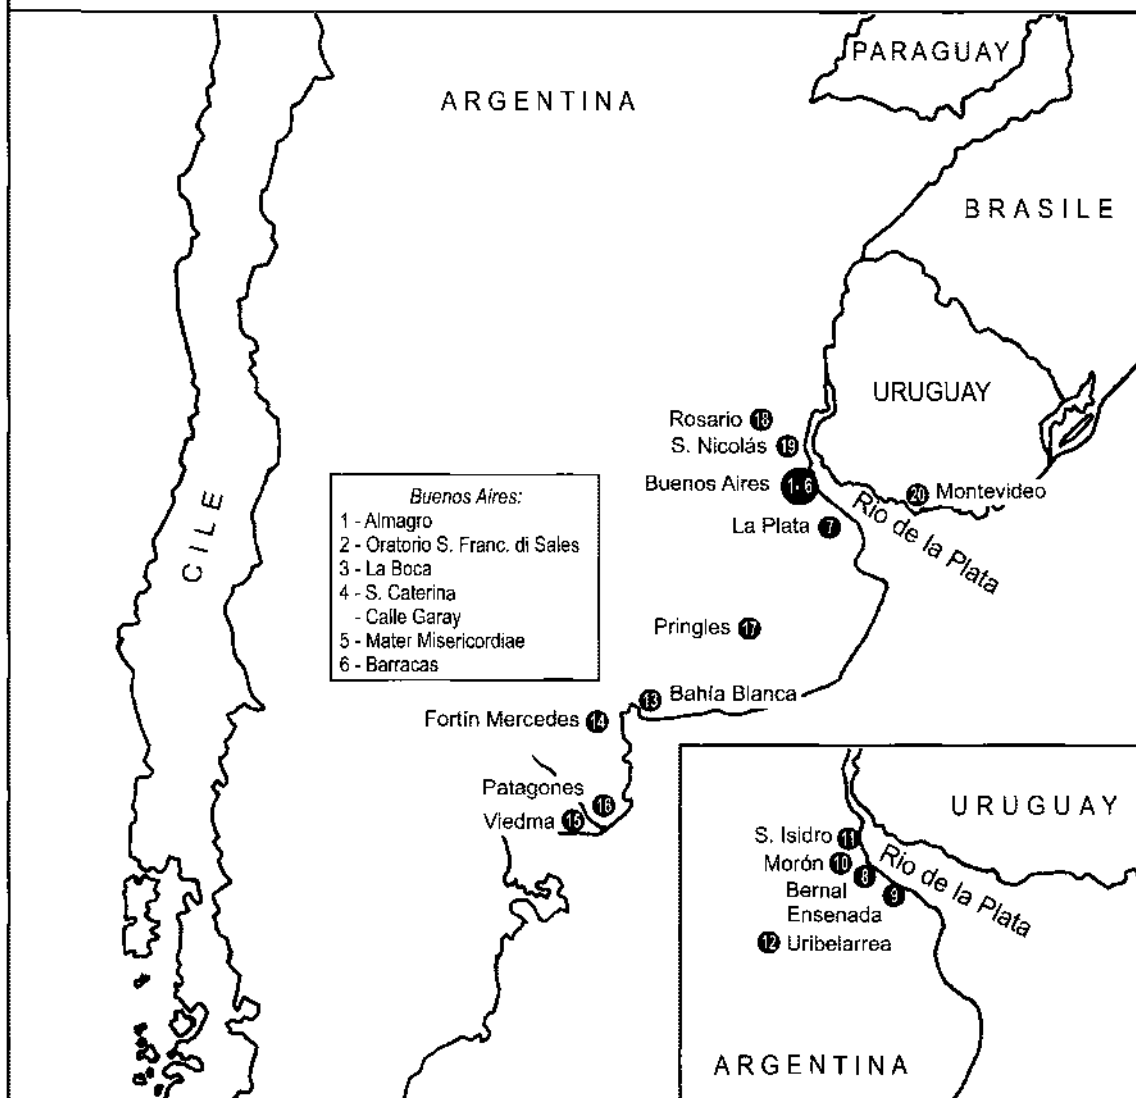 PARAGUAY
ARGENTINA
BRASILE
URUGUAY
Rosario 18
S. Nicolás 19
Buenos Aires 1-6
20 Montevideo
Rio de la Plata
La Plata 7
CILE
Buenos Aires:
1 - Almagro
2 - Oratorio S. Franc. di Sales
3 - La Boca
4 - S. Caterina
- Calle Garay
5 - Mater Misericordiae
6 - Barracas
Pringles 17
13 Bahía Blanca
Fortín Mercedes 14
Patagones 16
Viedma 15
URUGUAY
S. Isidro 11
Morón 10
8
Bernal
9
Ensenada
Rio de la Plata
12 Uribelarrea
ARGENTINA